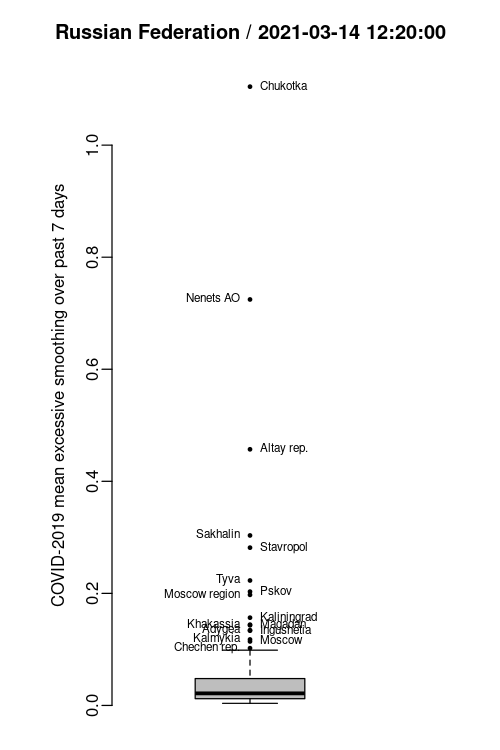 Russian Federation / 2021-03-14 12:20:00
COVID-2019 mean excessive smoothing over past 7 days
1.0
0.8
0.6
0.4
0.2
0.0
Chukotka
Nenets AO
Altay rep.
Sakhalin
Stavropol
Tyva
Pskov
Moscow region
Kaliningrad
Khakassia
Magadan
Adygea
Ingushetia
Kalmykia
Moscow
Chechen rep.